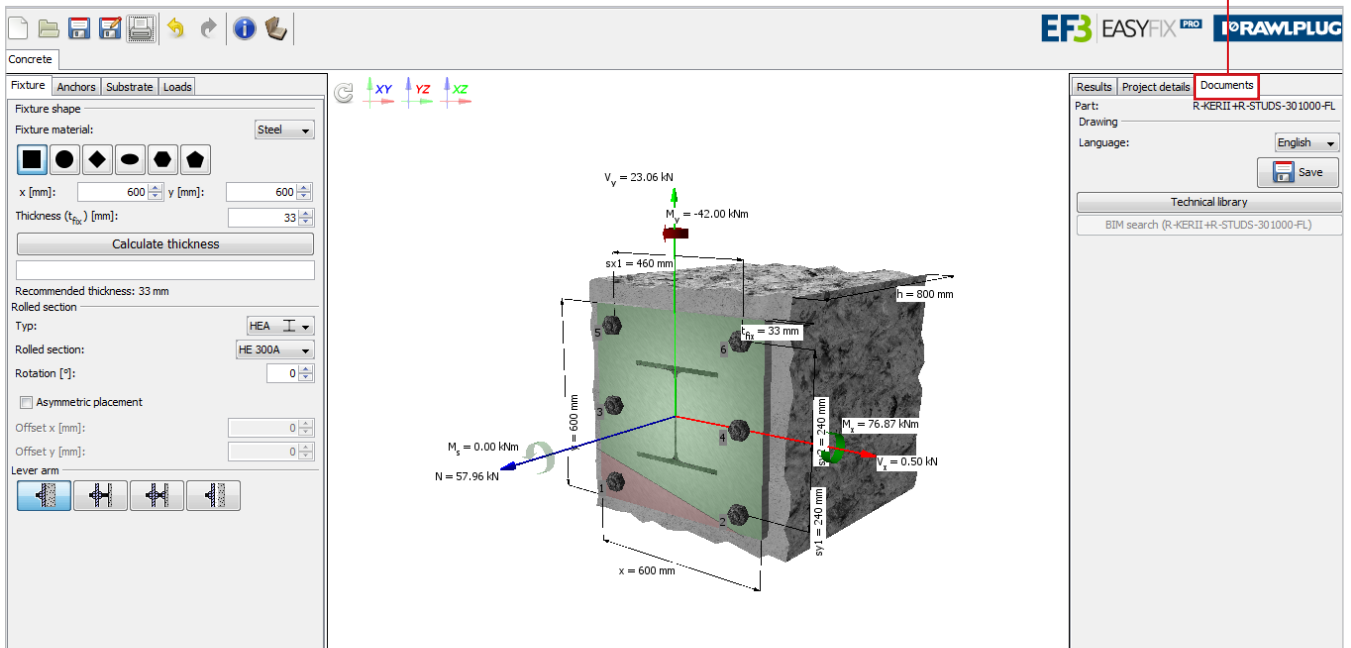 EF3 EASYFIX PRO RAWLPLUG
Concrete
Fixture Anchors Substrate Loads
Fixture shape
Fixture material: Steel
x [mm]: 600 y [mm]: 600
Thickness (tfix) [mm]: 33
Calculate thickness
Recommended thickness: 33 mm
Rolled section
Typ: HEA
Rolled section: HE 300A
Rotation [º]: 0
Asymmetric placement
Offset x [mm]: 0
Offset y [mm]: 0
Lever arm
XY YZ XZ
Vy = 23.06 kN
My = -42.00 kNm
sx1 = 460 mm
h = 800 mm
tfix = 33 mm
5
6
3
4
1
2
= 600 mm
sy2 = 240 mm
Mx = 76.87 kNm
Vx = 0.50 kN
Ms = 0.00 kNm
N = 57.96 kN
sy1 = 240 mm
x = 600 mm
Results Project details Documents
Part: R-KERII+R-STUDS-301000-FL
Drawing
Language: English
Save
Technical library
BIM search (R-KERII+R-STUDS-301000-FL)